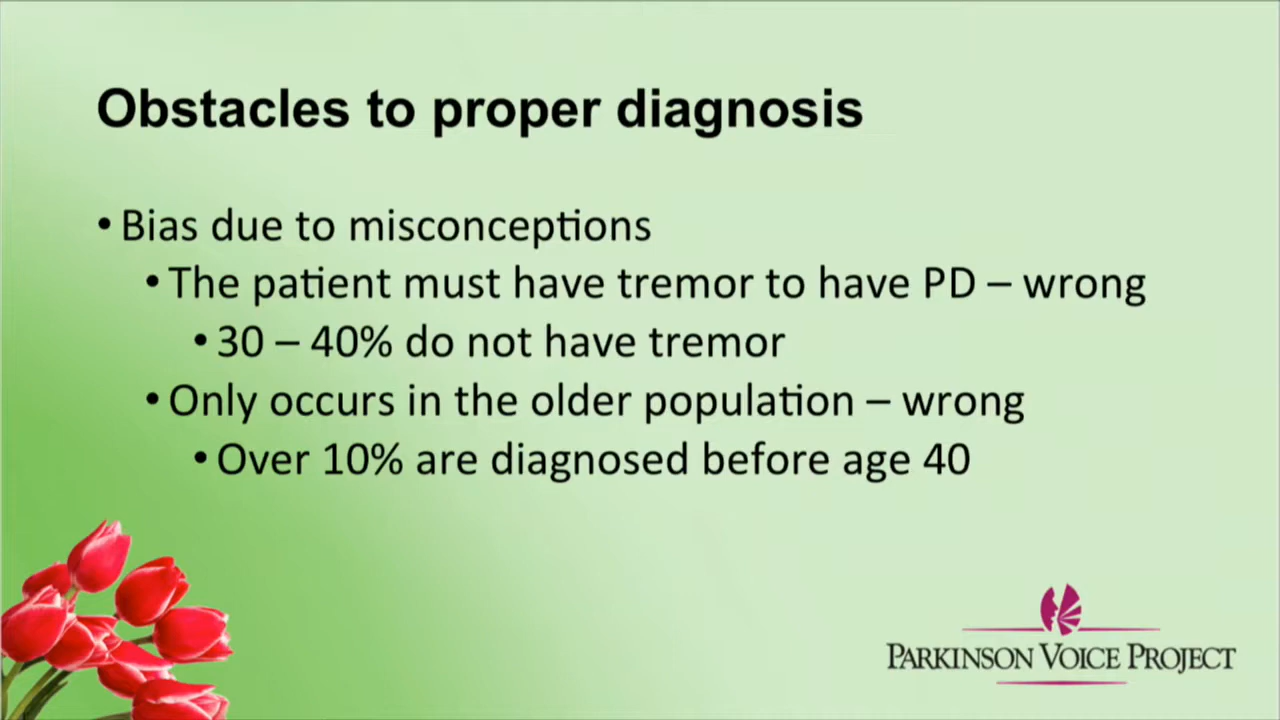 Obstacles to proper diagnosis
• Bias due to misconceptions
• The patient must have tremor to have PD – wrong
• 30 – 40% do not have tremor
• Only occurs in the older population – wrong
• Over 10% are diagnosed before age 40
PARKINSON VOICE PROJECT